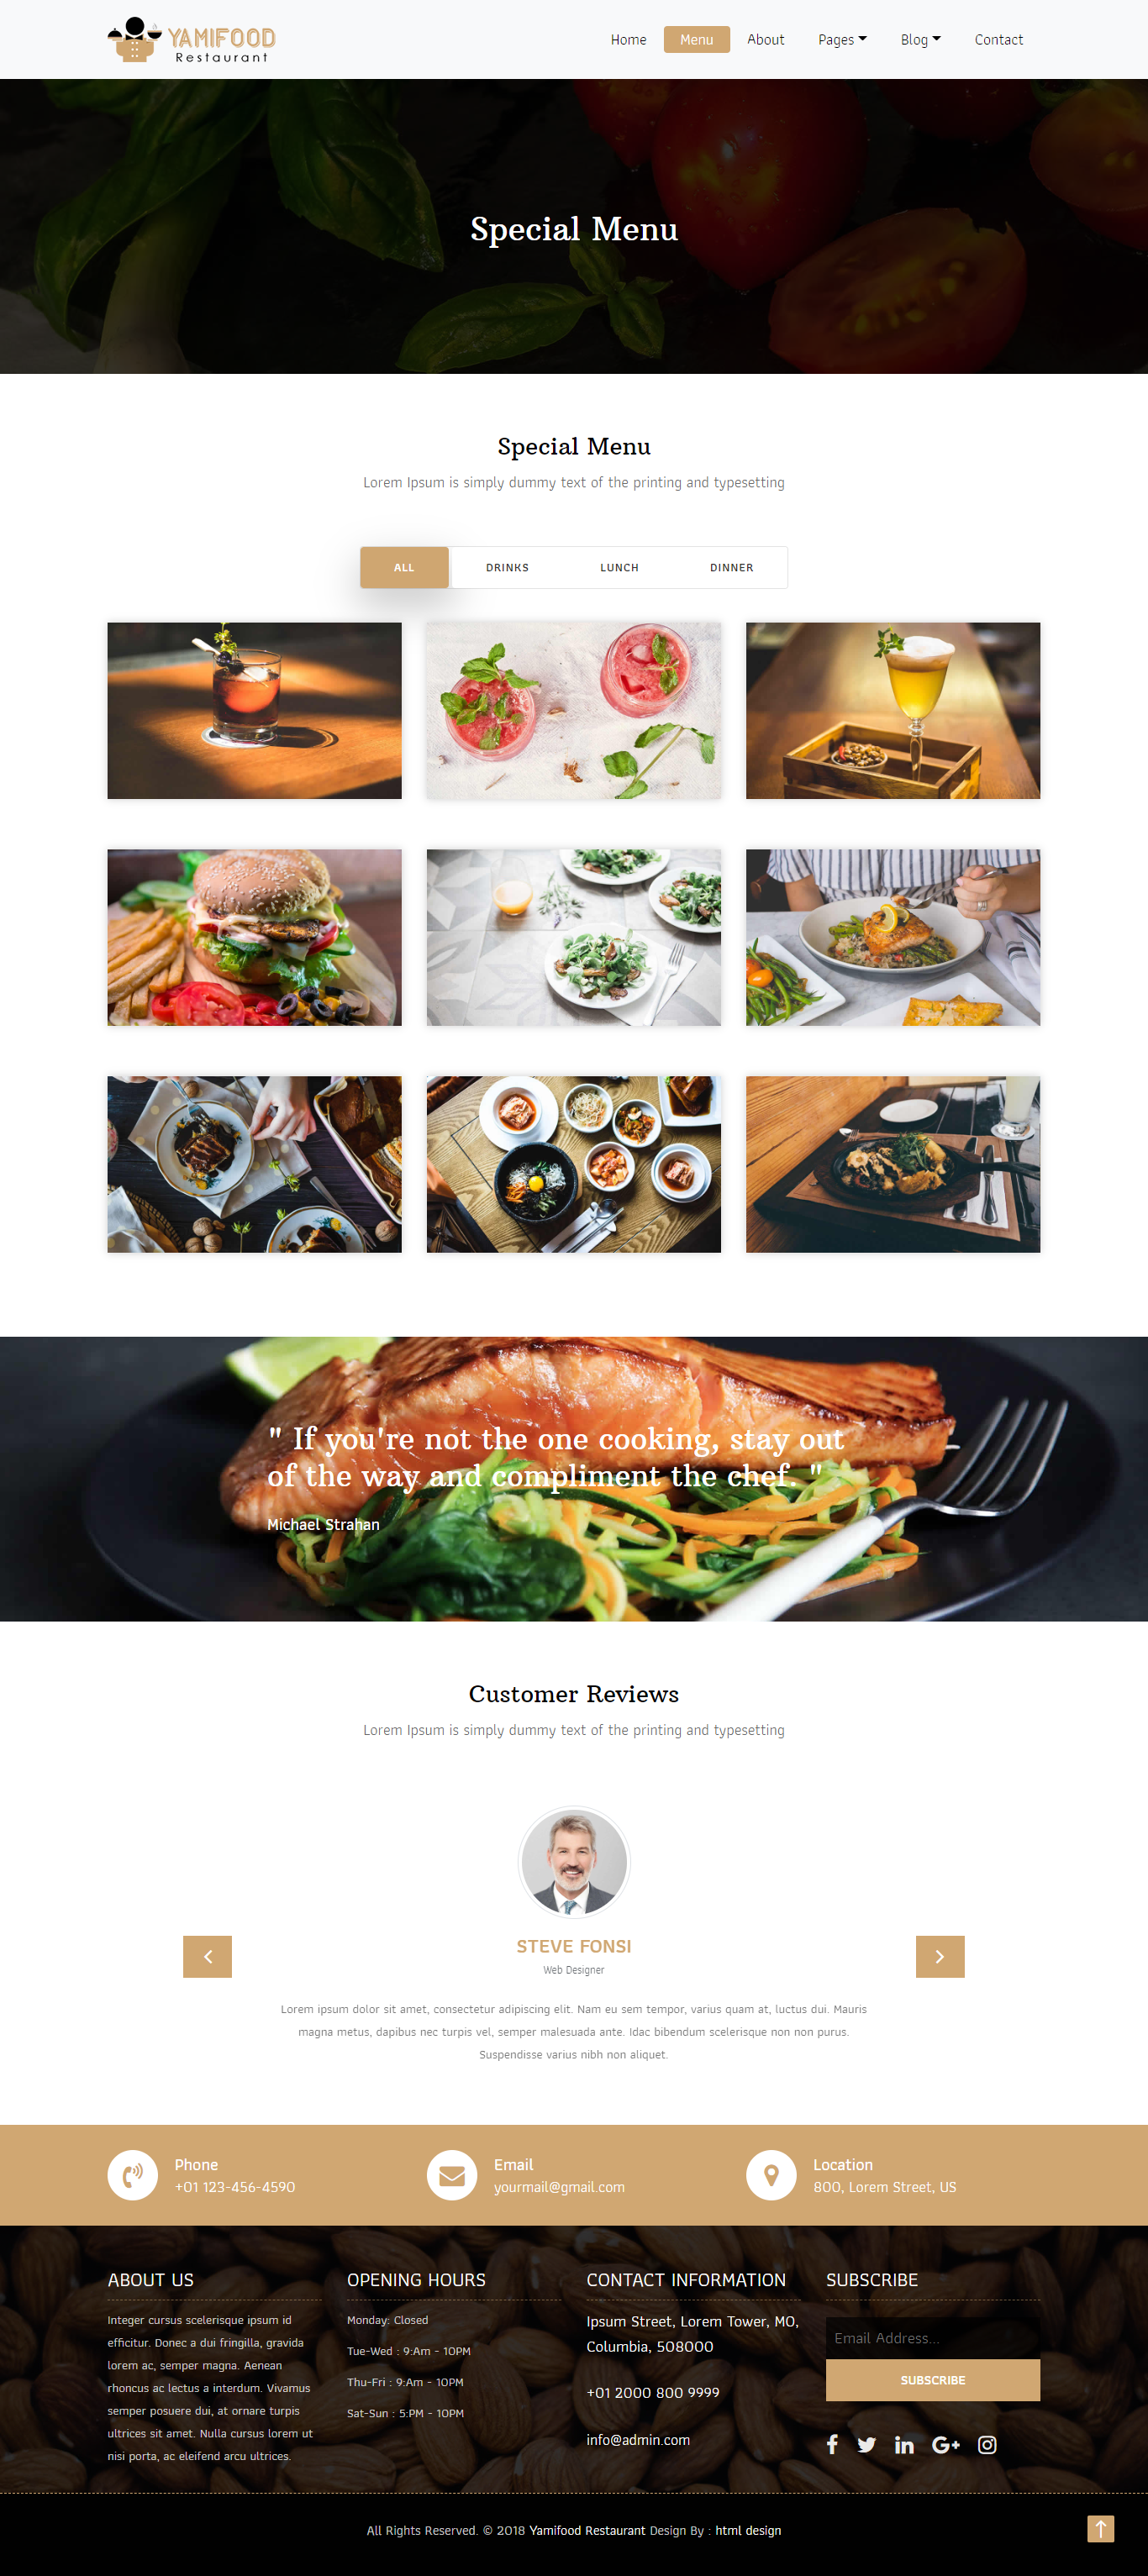 YAMIFOOD
Restaurant
Home Menu About Pages Blog Contact
Special Menu
Special Menu
Lorem Ipsum is simply dummy text of the printing and typesetting
ALL DRINKS LUNCH DINNER
" If you're not the one cooking, stay out
of the way and compliment the chef. "
Michael Strahan
Customer Reviews
Lorem Ipsum is simply dummy text of the printing and typesetting
STEVE FONSI
Web Designer
Lorem ipsum dolor sit amet, consectetur adipiscing elit. Nam eu sem tempor, varius quam at, luctus dui. Mauris
magna metus, dapibus nec turpis vel, semper malesuada ante. Idac bibendum scelerisque non non purus.
Suspendisse varius nibh non aliquet.
Phone
+01 123-456-4590
Email
yourmail@gmail.com
Location
800, Lorem Street, US
ABOUT US
Integer cursus scelerisque ipsum id
efficitur. Donec a dui fringilla, gravida
lorem ac, semper magna. Aenean
rhoncus ac lectus a interdum. Vivamus
semper posuere dui, at ornare turpis
ultrices sit amet. Nulla cursus lorem ut
nisi porta, ac eleifend arcu ultrices.
OPENING HOURS
Monday: Closed
Tue-Wed : 9:Am - 10PM
Thu-Fri : 9:Am - 10PM
Sat-Sun : 5:PM - 10PM
CONTACT INFORMATION
Ipsum Street, Lorem Tower, MO,
Columbia, 508000
+01 2000 800 9999
info@admin.com
SUBSCRIBE
Email Address...
SUBSCRIBE
All Rights Reserved. © 2018 Yamifood Restaurant Design By : html design